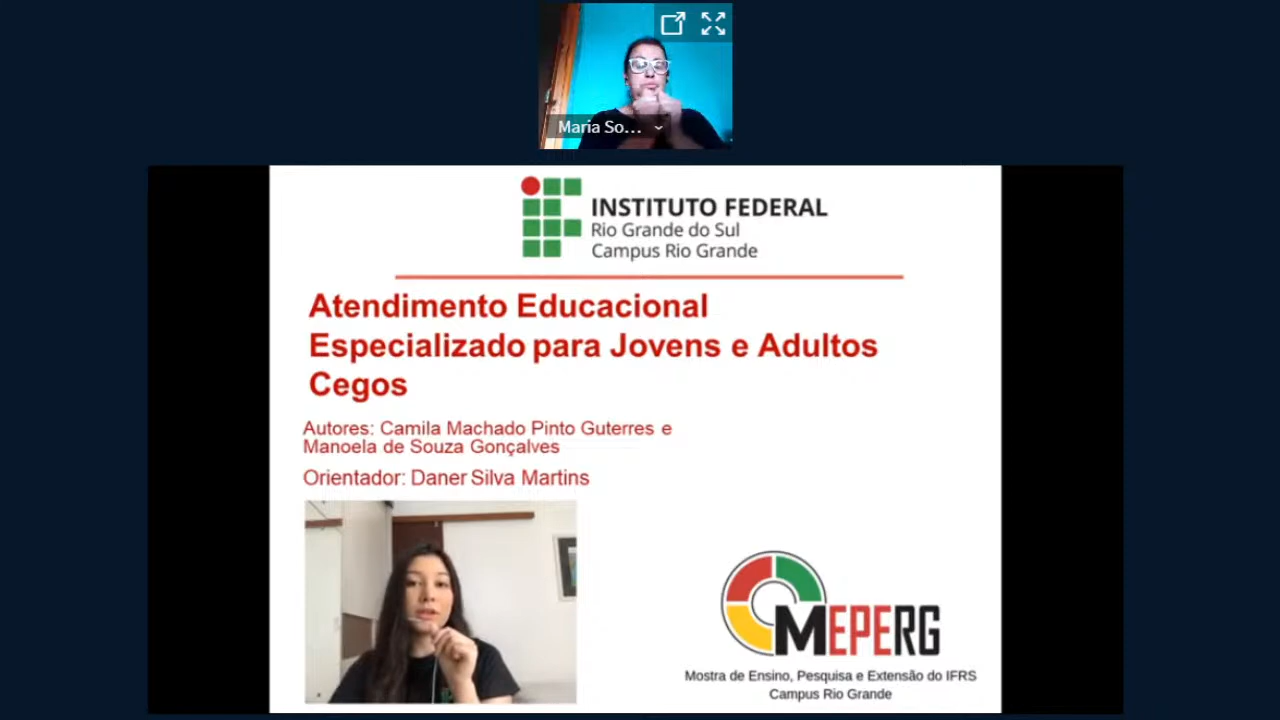 Maria So...
INSTITUTO FEDERAL
Rio Grande do Sul
Campus Rio Grande
Atendimento Educacional
Especializado para Jovens e Adultos
Cegos
Autores: Camila Machado Pinto Guterres e
Manoela de Souza Gonçalves
Orientador: Daner Silva Martins
MEPERG
Mostra de Ensino, Pesquisa e Extensão do IFRS
Campus Rio Grande